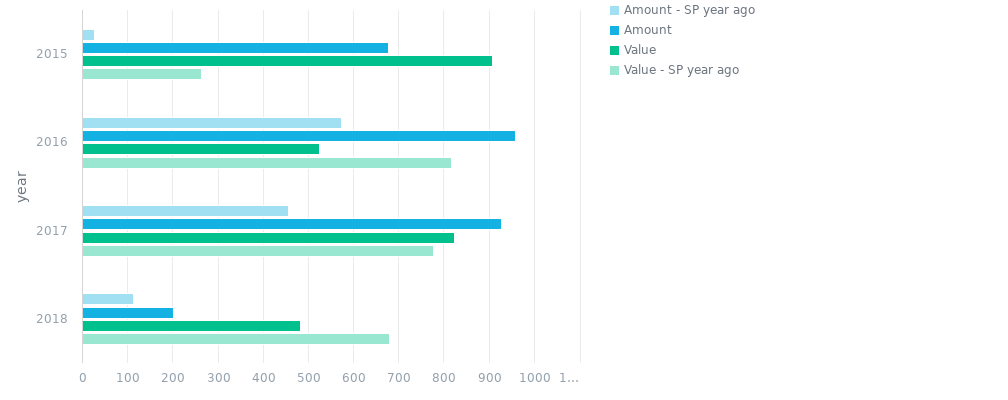 Amount - SP year ago
Amount
Value
Value - SP year ago
year
2015
2016
2017
2018
0 100 200 300 400 500 600 700 800 900 1000 1...